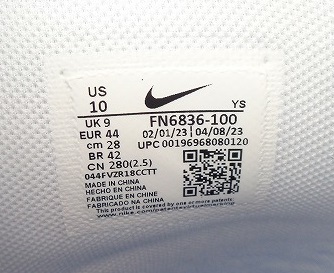 US
10 YS
UK 9 FN6836-100
EUR 44 02/01/23 04/08/23
cm 28 UPC 00196968080120
BR 42
CN 280(2.5)
044FVZR18CCTT
MADE IN CHINA
HECHO EN CHINA
FABRIQUE EN CHINE
FABRICADO NA CHINA
This product is covered by one or more patents. See